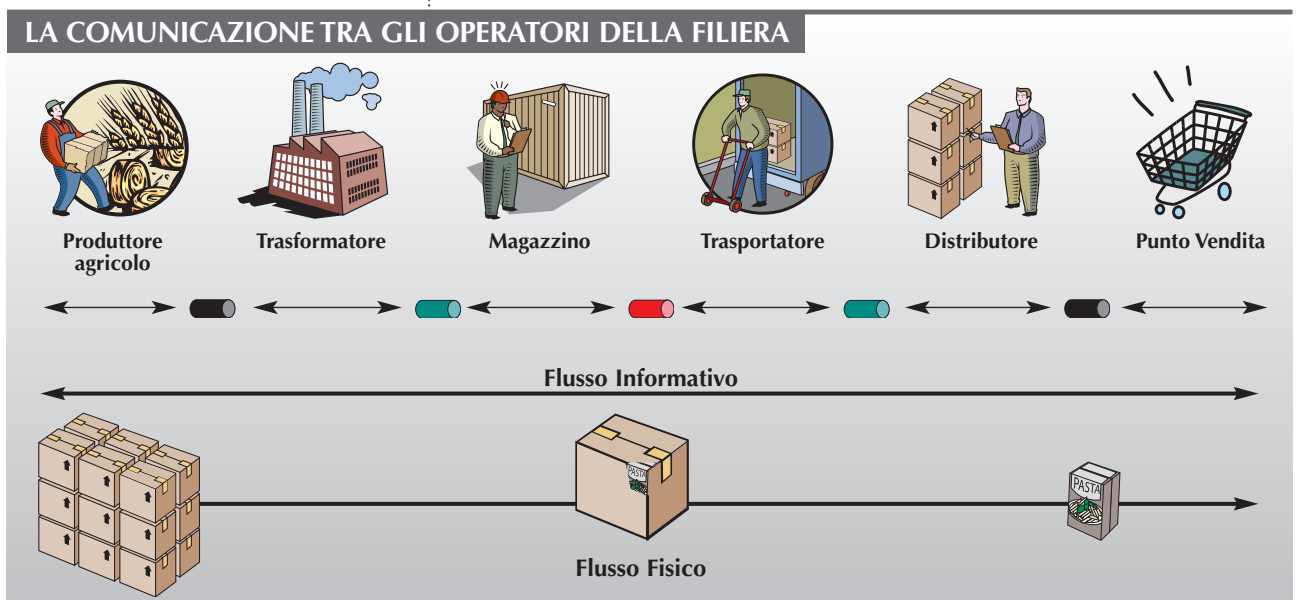 LA COMUNICAZIONE TRA GLI OPERATORI DELLA FILIERA
Produttore
agricolo
Trasformatore
Magazzino
Trasportatore
Distributore
Punto Vendita
Flusso Informativo
PASTA
PASTA
Flusso Fisico